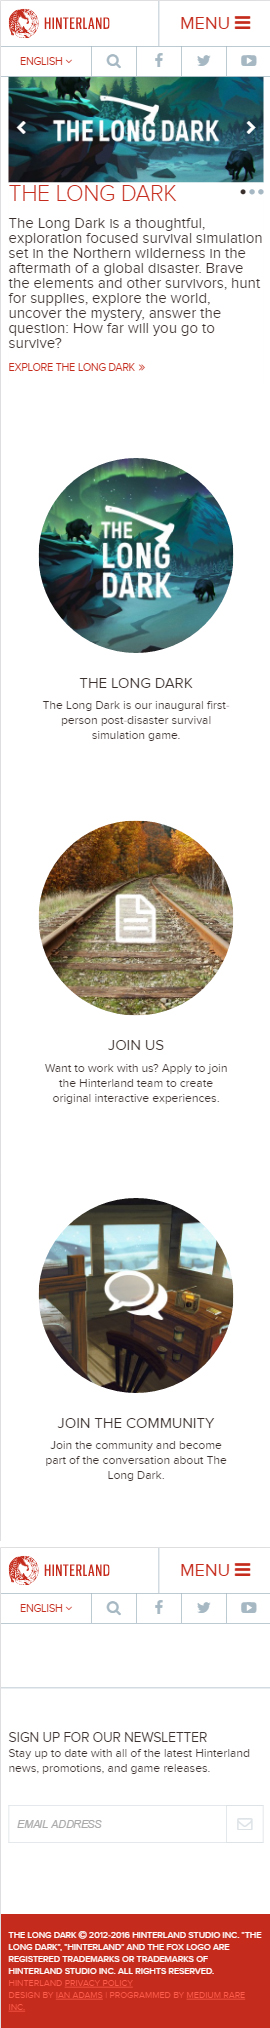 HINTERLAND
MENU
ENGLISH
THE LONG DARK
THE LONG DARK
The Long Dark is a thoughtful,
exploration focused survival simulation
set in the Northern wilderness in the
aftermath of a global disaster. Brave
the elements and other survivors, hunt
for supplies, explore the world,
uncover the mystery, answer the
question: How far will you go to
survive?
EXPLORE THE LONG DARK »
THE
LONG
DARK
THE LONG DARK
The Long Dark is our inaugural first-
person post-disaster survival
simulation game.
JOIN US
Want to work with us? Apply to join
the Hinterland team to create
original interactive experiences.
JOIN THE COMMUNITY
Join the community and become
part of the conversation about The
Long Dark.
HINTERLAND
MENU
ENGLISH
SIGN UP FOR OUR NEWSLETTER
Stay up to date with all of the latest Hinterland
news, promotions, and game releases.
EMAIL ADDRESS
THE LONG DARK © 2012-2016 HINTERLAND STUDIO INC. "THE
LONG DARK", "HINTERLAND" AND THE FOX LOGO ARE
REGISTERED TRADEMARKS OR TRADEMARKS OF
HINTERLAND STUDIO INC. ALL RIGHTS RESERVED.
HINTERLAND PRIVACY POLICY
DESIGN BY IAN ADAMS | PROGRAMMED BY MEDIUM RARE
INC.